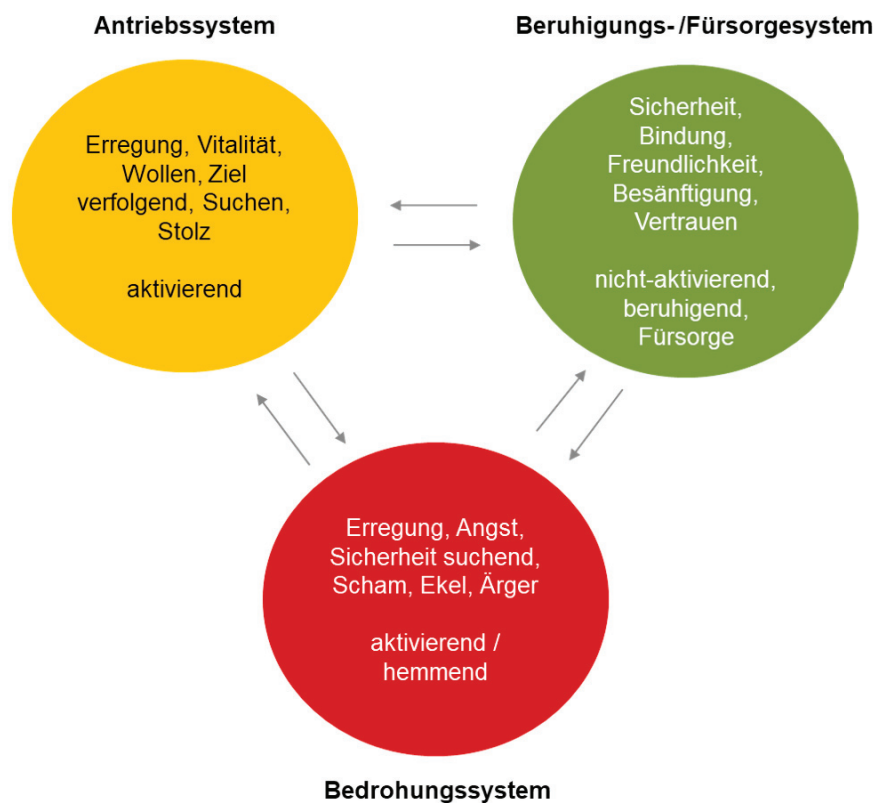 Antriebssystem
Beruhigungs-/Fürsorgesystem
Erregung, Vitalität,
Wollen, Ziel
verfolgend, Suchen,
Stolz
aktivierend
Sicherheit,
Bindung,
Freundlichkeit,
Besänftigung,
Vertrauen
nicht-aktivierend,
beruhigend,
Fürsorge
Erregung, Angst,
Sicherheit suchend,
Scham, Ekel, Ärger
aktivierend /
hemmend
Bedrohungssystem